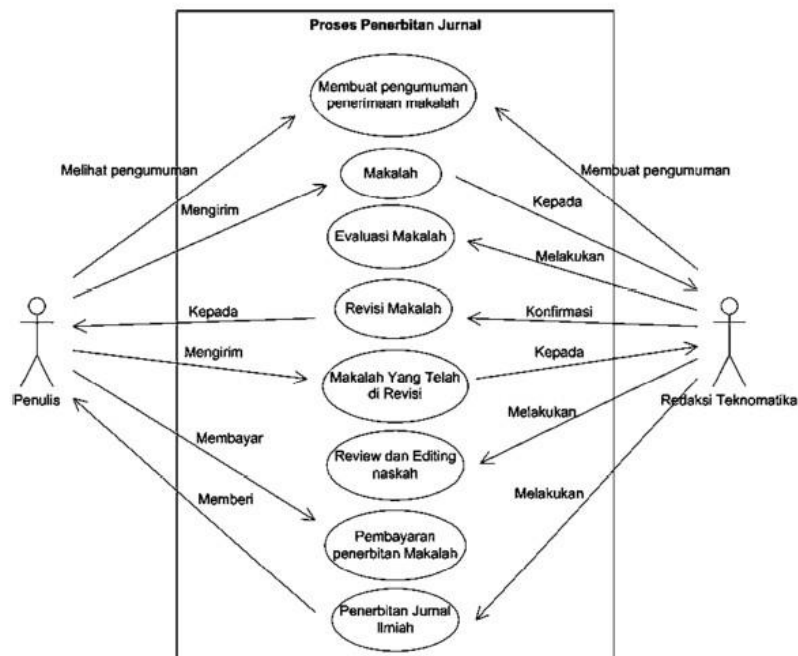 Proses Penerbitan Jurnal
Membuat pengumuman
penerimaan makalah
Melihat pengumuman
Membuat pengumuman
Makalah
Kepada
Mengirim
Evaluasi Makalah
Melakukan
Kepada
Revisi Makalah
Konfirmasi
Mengirim
Makalah Yang Telah
di Revisi
Kepada
Penulis
Redaksi Teknomatika
Melakukan
Membayar
Review dan Editing
naskah
Memberi
Melakukan
Pembayaran
penerbitan Makalah
Penerbitan Jurnal
Ilmiah